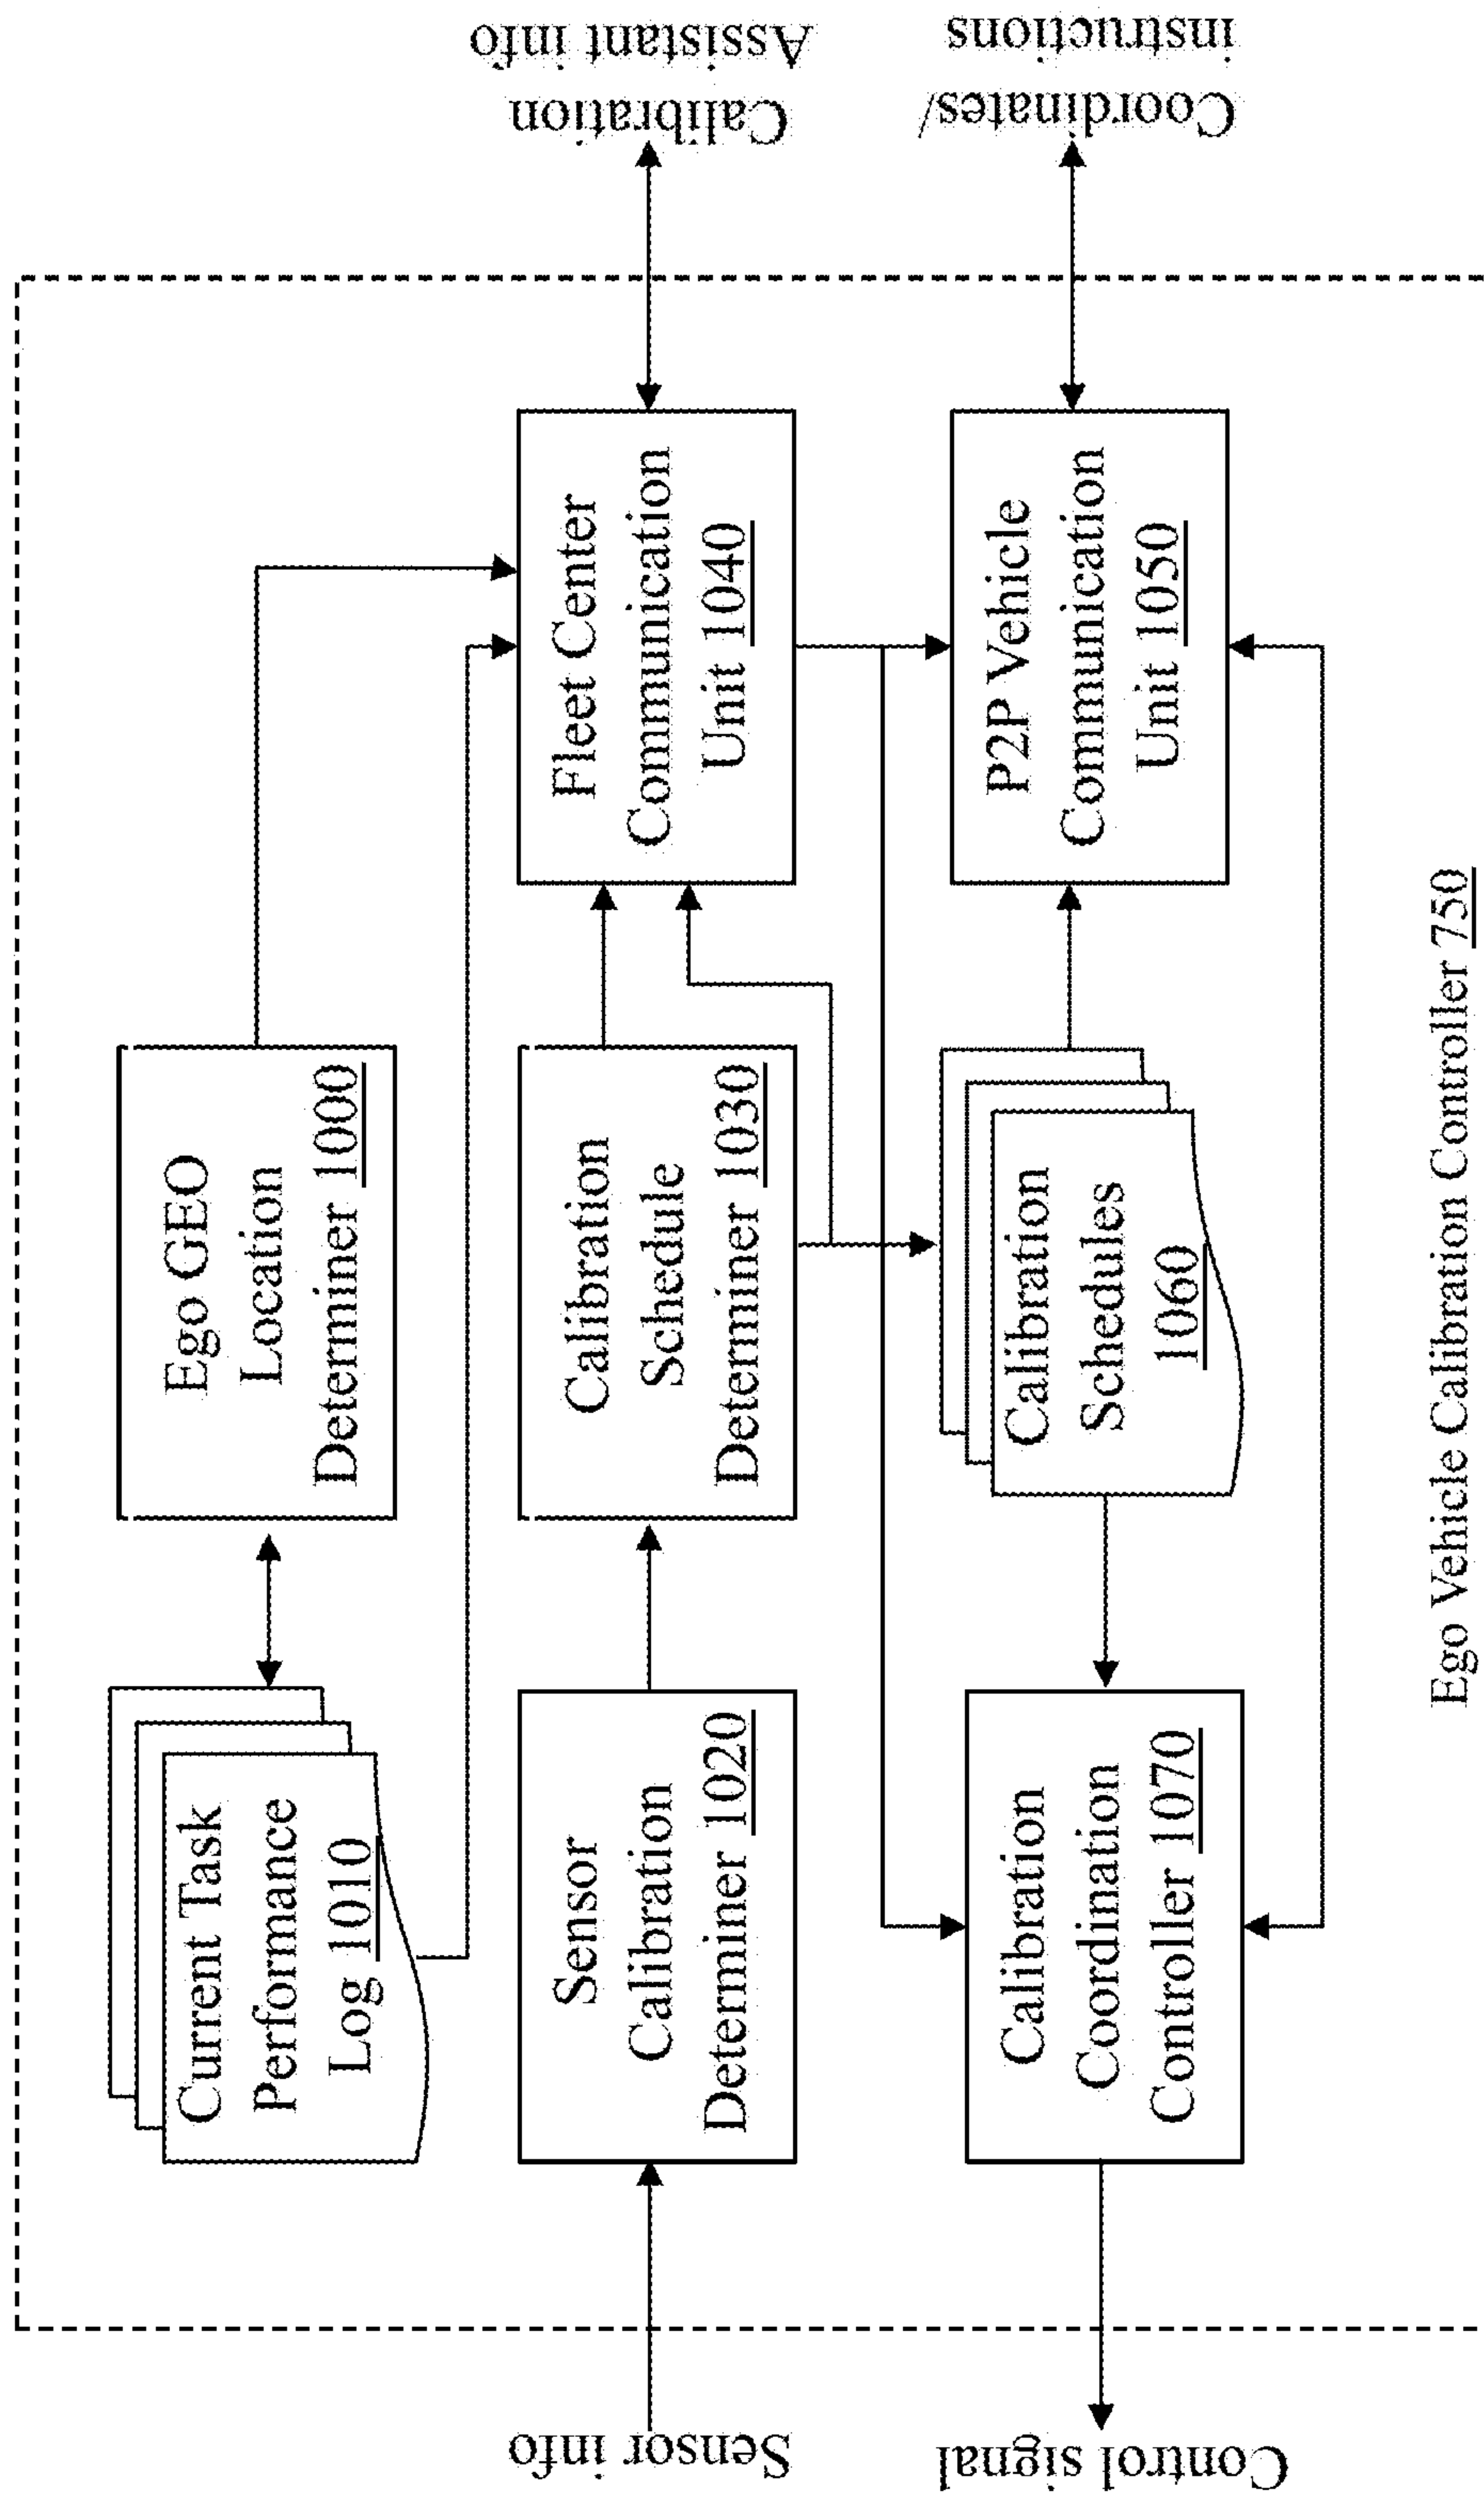 Current Task
Performance
Log 1010
Ego GEO
Location
Determiner 1000
Sensor info
Sensor
Calibration
Determiner 1020
Calibration
Schedule
Determiner 1030
Fleet Center
Communication
Unit 1040
Calibration
Assistant info
Control signal
Calibration
Coordination
Controller 1070
Calibration
Schedules
1060
P2P Vehicle
Communication
Unit 1050
Coordinates/
instructions
Ego Vehicle Calibration Controller 750